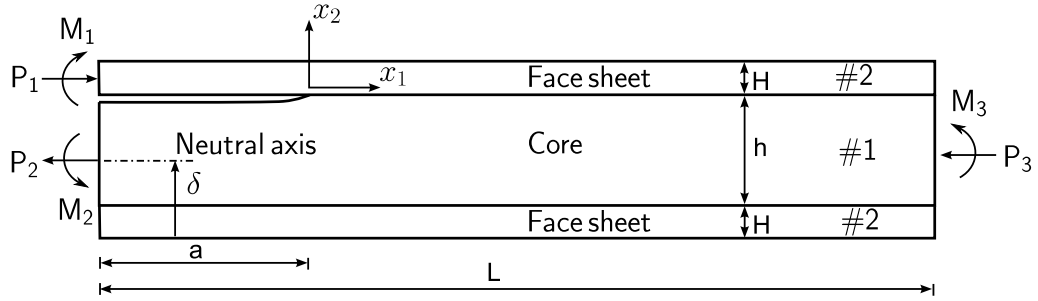 x₂
M₁
P₁
x₁
Face sheet
H
#2
M₃
Neutral axis
Core
h
#1
P₂
δ
P₃
M₂
Face sheet
H
#2
a
L